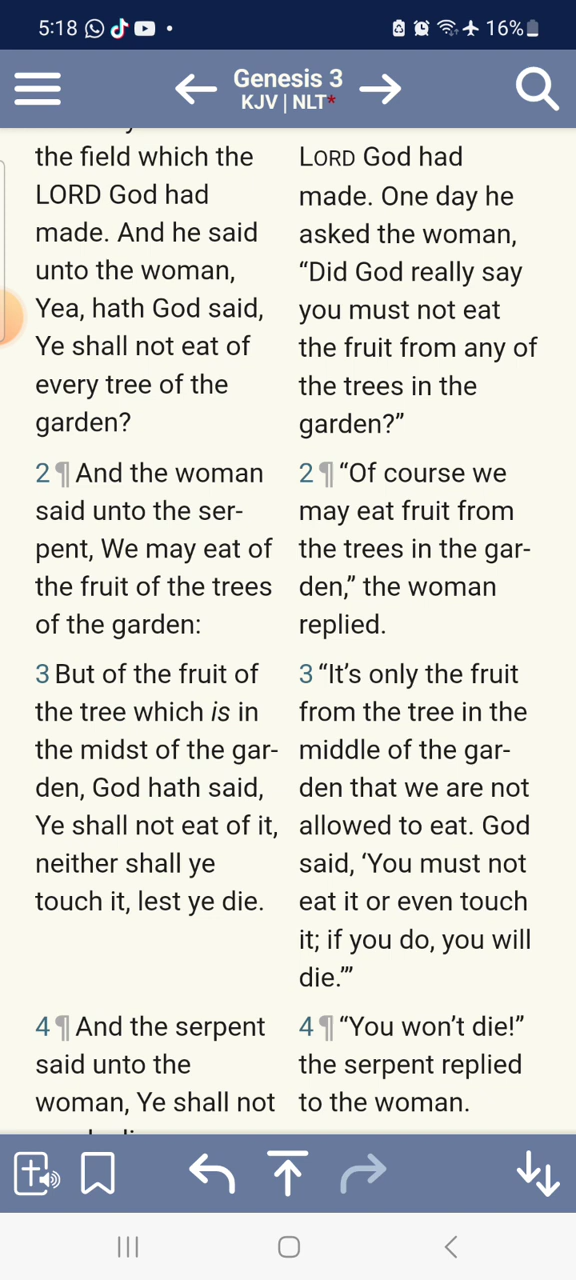 5:18
16%
Genesis 3
KJV | NLT*
the field which the
LORD God had
made. And he said
unto the woman,
Yea, hath God said,
Ye shall not eat of
every tree of the
garden?
2 ¶ And the woman
said unto the ser-
pent, We may eat of
the fruit of the trees
of the garden:
3 But of the fruit of
the tree which is in
the midst of the gar-
den, God hath said,
Ye shall not eat of it,
neither shall ye
touch it, lest ye die.
4 ¶ And the serpent
said unto the
woman, Ye shall not
LORD God had
made. One day he
asked the woman,
“Did God really say
you must not eat
the fruit from any of
the trees in the
garden?”
2 ¶ “Of course we
may eat fruit from
the trees in the gar-
den,” the woman
replied.
3 “It’s only the fruit
from the tree in the
middle of the gar-
den that we are not
allowed to eat. God
said, ‘You must not
eat it or even touch
it; if you do, you will
die.’”
4 ¶ “You won’t die!”
the serpent replied
to the woman.